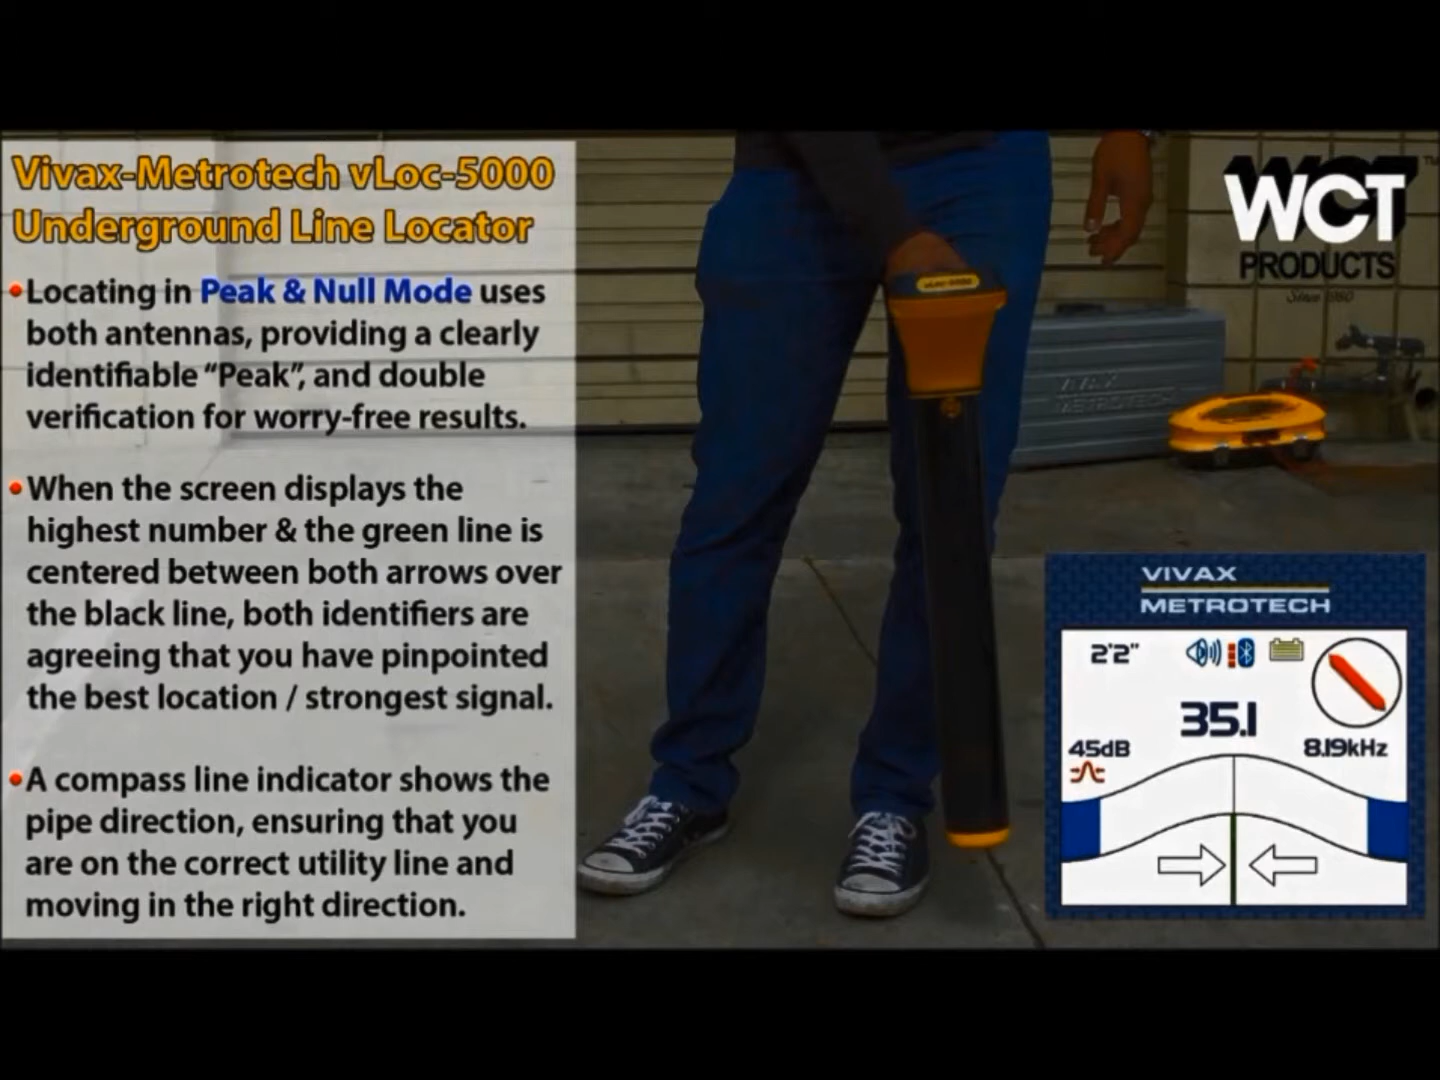 Vivax-Metrotech vLoc-5000
Underground Line Locator
•Locating in Peak & Null Mode uses
both antennas, providing a clearly
identifiable “Peak”, and double
verification for worry-free results.
•When the screen displays the
highest number & the green line is
centered between both arrows over
the black line, both identifiers are
agreeing that you have pinpointed
the best location / strongest signal.
•A compass line indicator shows the
pipe direction, ensuring that you
are on the correct utility line and
moving in the right direction.
WCT™
PRODUCTS
Since 1960
METROTECH
VIVAX
METROTECH
2'2"
35.1
45dB
8.19kHz